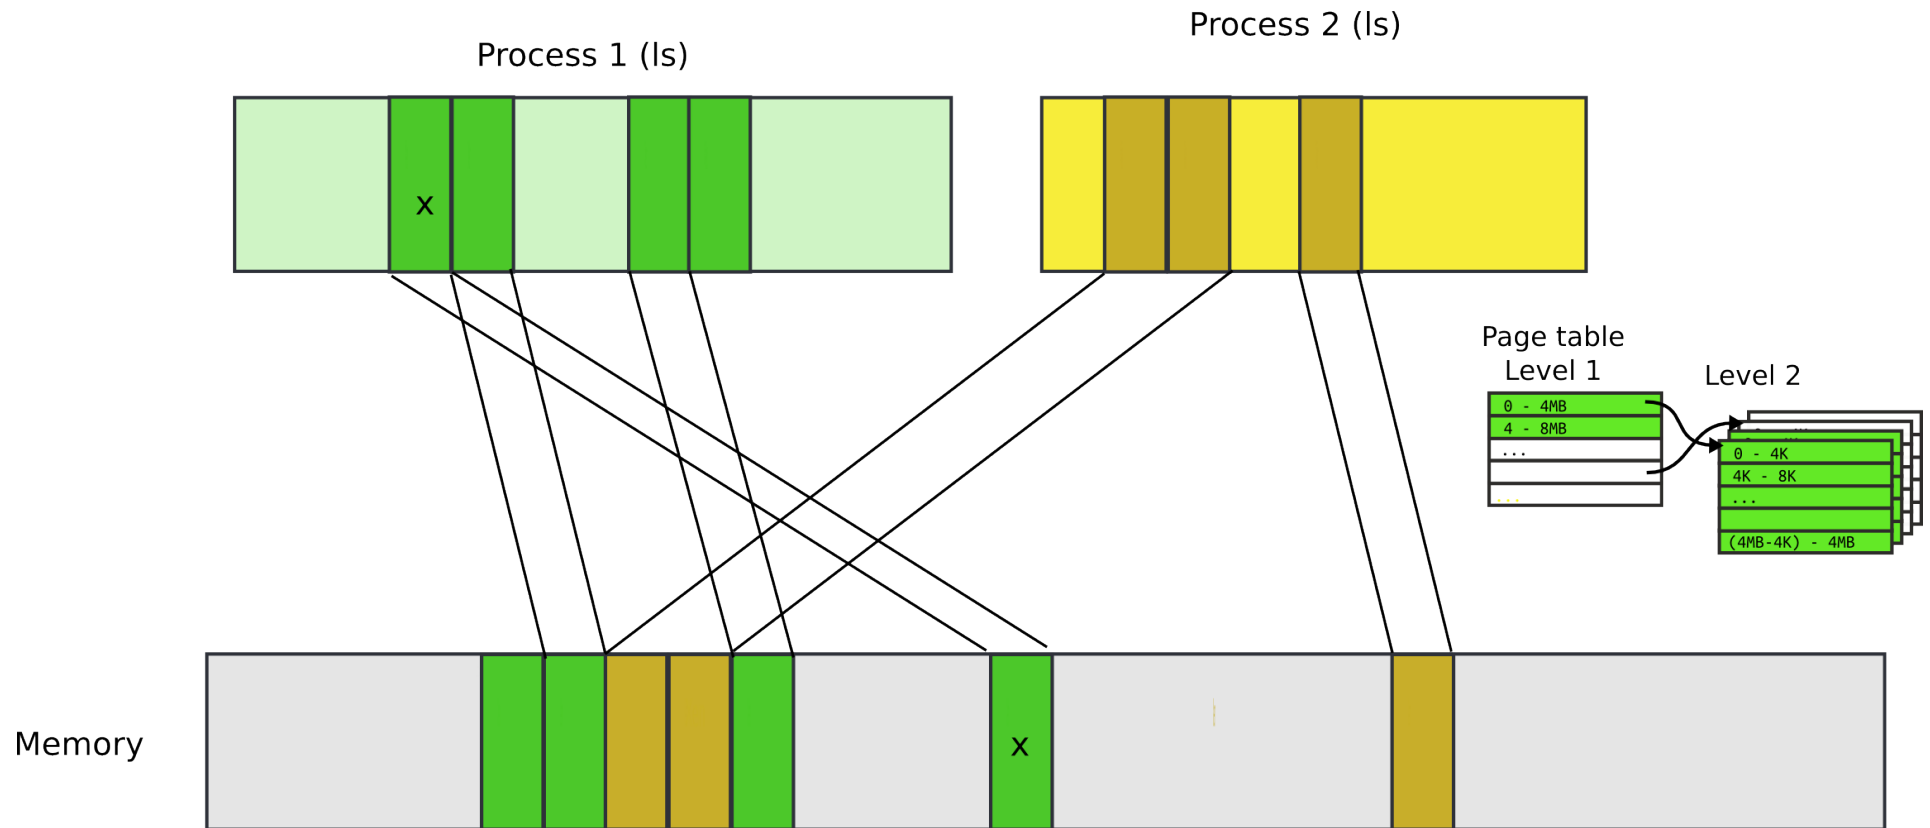 Process 1 (ls)
Process 2 (ls)
x
Page table
Level 1
Level 2
0 - 4MB
4 - 8MB
...
...
0 - 4K
4K - 8K
...
(4MB-4K) - 4MB
Memory
x